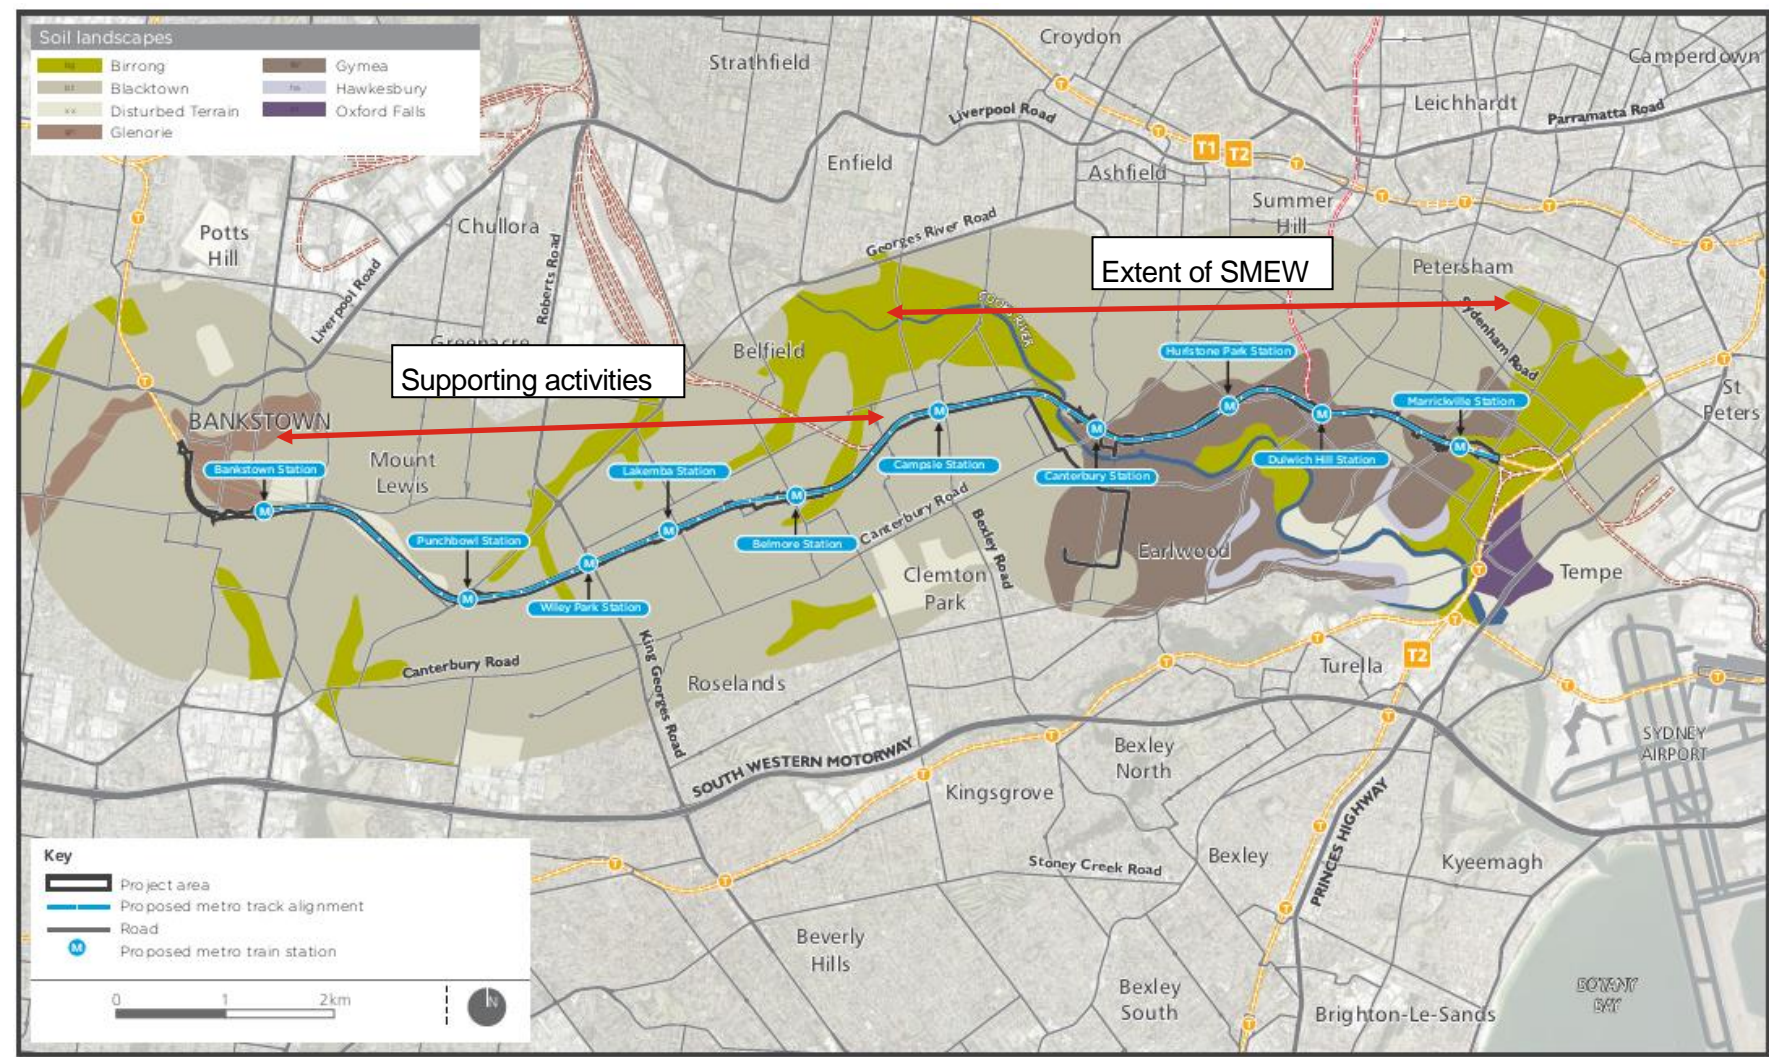 Soil landscapes
Birrong
Blacktown
Disturbed Terrain
Glenorie
Gymea
Hawkesbury
Oxford Falls
Strathfield
Croydon
Camperdown
Leichhardt
Parramatta Road
Liverpool Road
T1
T2
Enfield
Ashfield
Summer
Hill
Chullora
Potts
Hill
Georges River Road
Roberts Road
Liverpool Road
Extent of SMEW
Petersham
COOKS RIVER
Sydenham Road
Greenacre
Belfield
Hurlstone Park Station
Supporting activities
St
Peters
Marrickville Station
BANKSTOWN
Mount
Lewis
Bankstown Station
Lakemba Station
Campsie Station
Canterbury Station
Dulwich Hill Station
Punchbowl Station
Belmore Station
Canterbury Road
Bexley Road
Earlwood
Clemton
Park
Tempe
Wiley Park Station
King Georges Road
Canterbury Road
Roselands
Turella
T2
SOUTH WESTERN MOTORWAY
Bexley
North
SYDNEY
AIRPORT
Kingsgrove
PRINCES HIGHWAY
Stoney Creek Road
Bexley
Kyeemagh
Beverly
Hills
Bexley
South
Brighton-Le-Sands
BOTANY
BAY
Key
Project area
Proposed metro track alignment
Road
M
Proposed metro train station
0 1 2km
N